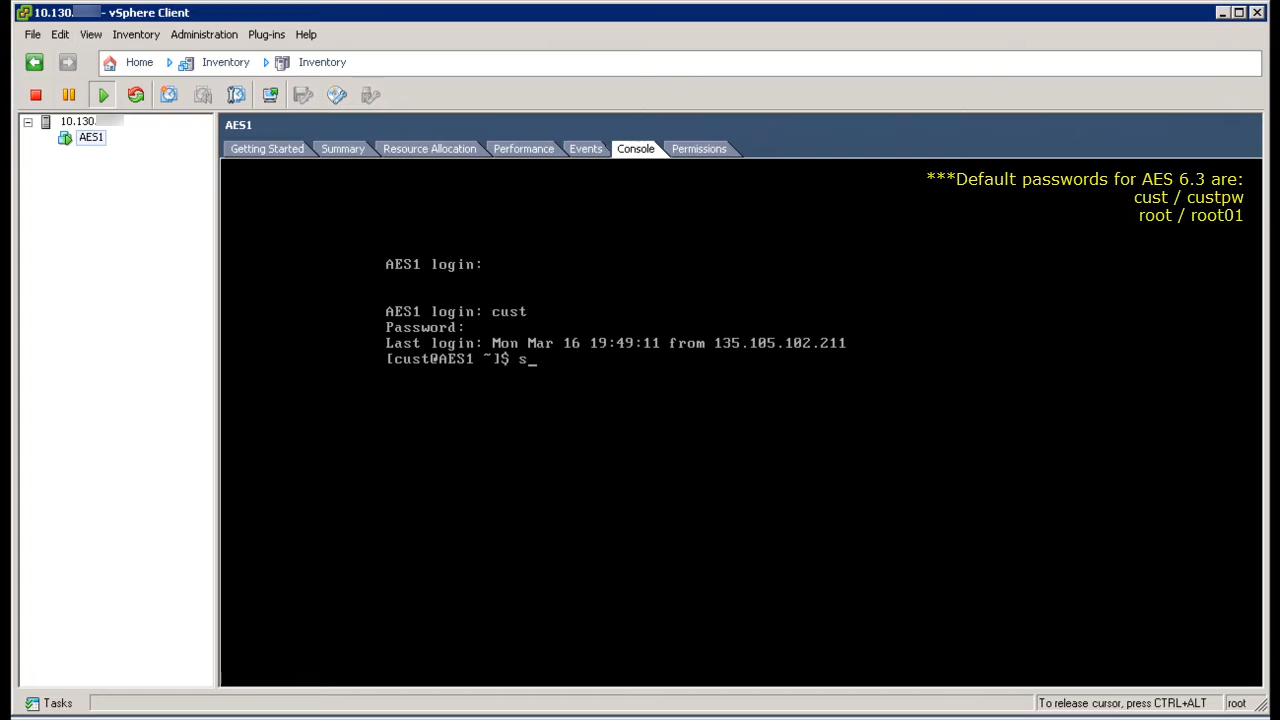 10.130. - vSphere Client
File Edit View Inventory Administration Plug-ins Help
Home Inventory Inventory
10.130.
AES1
AES1
Getting Started Summary Resource Allocation Performance Events Console Permissions
***Default passwords for AES 6.3 are:
cust / custpw
root / root01
AES1 login:
AES1 login: cust
Password:
Last login: Mon Mar 16 19:49:11 from 135.105.102.211
[cust@AES1 ~]$ s_
Tasks
To release cursor, press CTRL+ALT
root